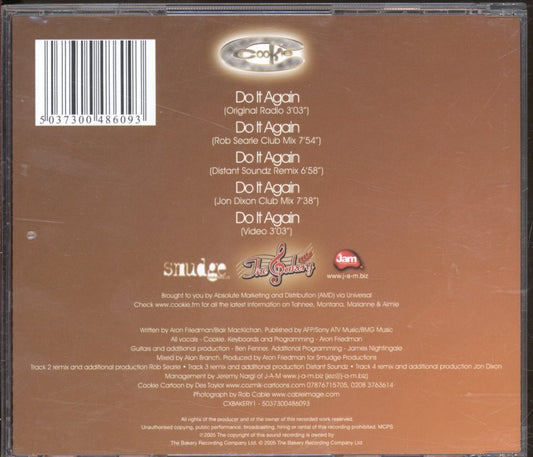 Cookie
5037300 486093
Do It Again
(Original Radio 3'03")
Do It Again
(Rob Searle Club Mix 7'54")
Do It Again
(Distant Soundz Remix 6'58")
Do It Again
(Jon Dixon Club Mix 7'38")
Do It Again
(Video 3'03")
smudge
The Bakery
Jam
www.j-a-m.biz
Brought to you by Absolute Marketing and Distribution (AMD) via Universal
Check www.cookie.fm for all the latest information on Tahnee, Montana, Marianne & Aimie
Written by Aron Friedman/Blair MacKichan. Published by AFP/Sony ATV Music/BMG Music
All vocals - Cookie. Keyboards and Programming - Aron Friedman
Guitars and additional production - Ben Fenner. Additional Programming - James Nightingale
Mixed by Alan Branch. Produced by Aron Friedman for Smudge Productions
Track 2 remix and additional production Rob Searle • Track 3 remix and additional production Distant Soundz • Track 4 remix and additional production Jon Dixon
Management by Jeremy Nargi of J-A-M www.j-a-m.biz (jez@j-a-m.biz)
Cookie Cartoon by Des Taylor www.cozmik-cartoons.com 07876715705, 0208 3763614
Photograph by Rob Cable www.cableimage.com
CXBAKERY1 - 5037300486093
All rights of the producer and of the owner of this recorded work reserved.
Unauthorised copying, public performance, broadcasting, hiring or rental of this recording prohibited. MCPS
℗ 2005 The copyright of this sound recording is owned by
The Bakery Recording Company Ltd. © 2005 The Bakery Recording Company Ltd.